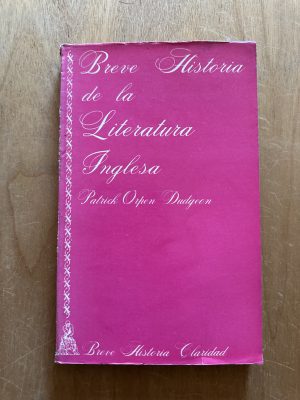 Breve Historia
de la
Literatura
Inglesa
Patrick Orpen Dudgeon
Breve Historia Claridad